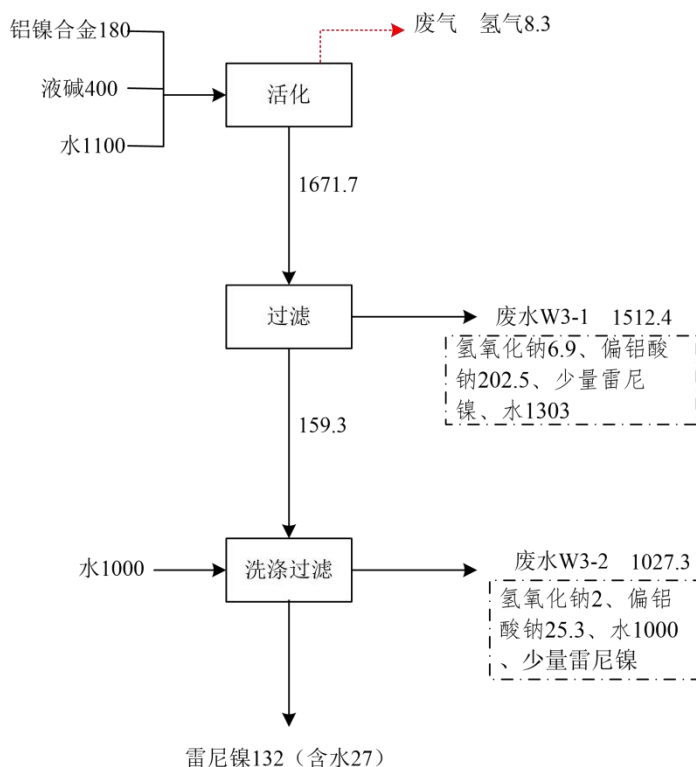 铝镍合金180
废气 氢气8.3
液碱400
活化
水1100
1671.7
过滤
废水W3-1 1512.4
氢氧化钠6.9、偏铝酸
钠202.5、少量雷尼
镍、水1303
159.3
水1000
洗涤过滤
废水W3-2 1027.3
氢氧化钠2、偏铝
酸钠25.3、水1000
、少量雷尼镍
雷尼镍132（含水27）